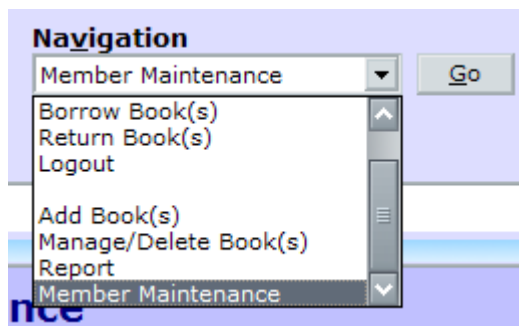 Navigation
Member Maintenance Go
Borrow Book(s)
Return Book(s)
Logout
Add Book(s)
Manage/Delete Book(s)
Report
Member Maintenance
nce